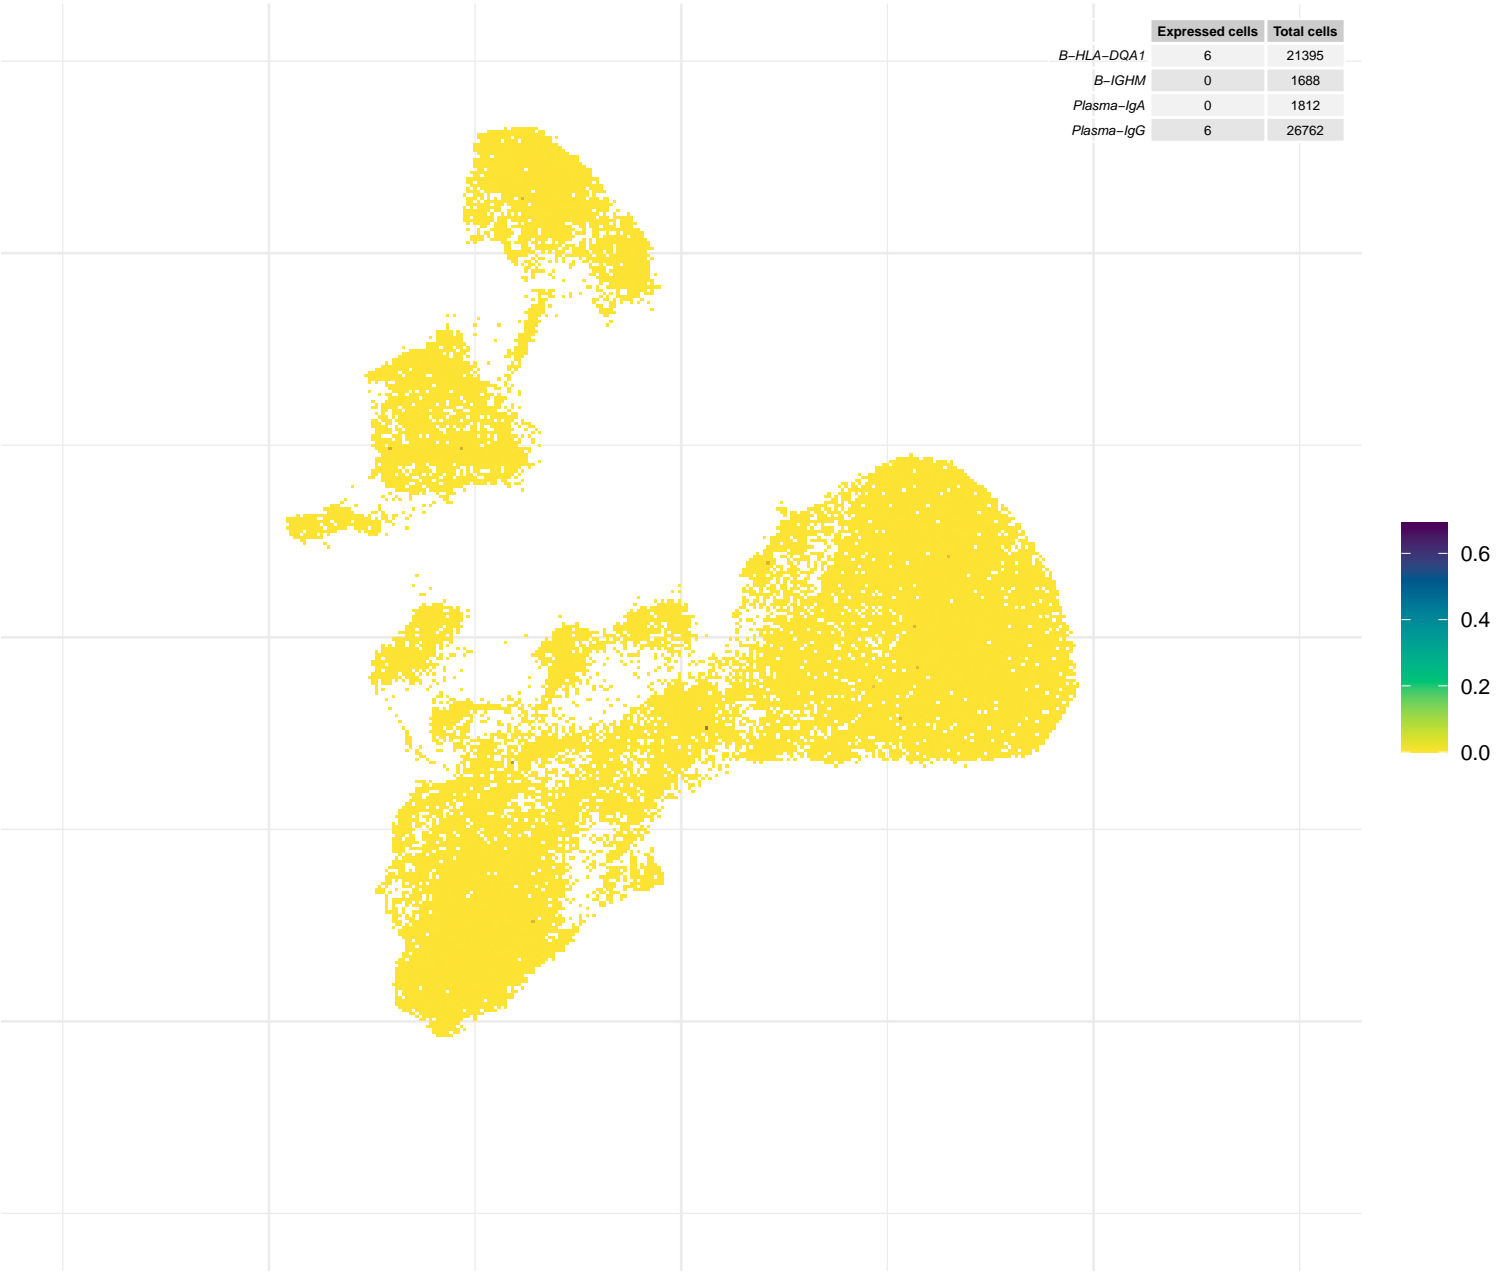 Expressed cells Total cells
B−HLA−DQA1 6 21395
B−IGHM 0 1688
Plasma−IgA 0 1812
Plasma−IgG 6 26762
0.6
0.4
0.2
0.0